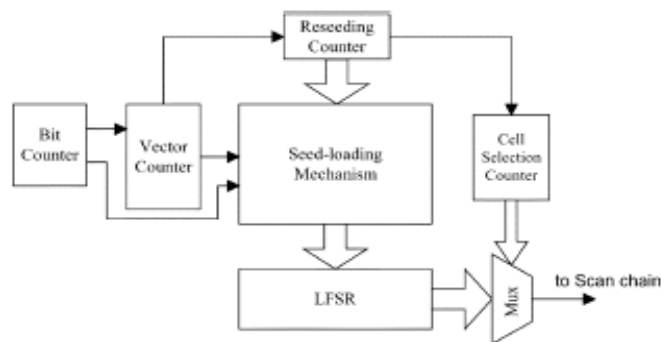 Reseeding
Counter
Bit
Counter
Vector
Counter
Seed-loading
Mechanism
Cell
Selection
Counter
LFSR
Mux
to Scan chain